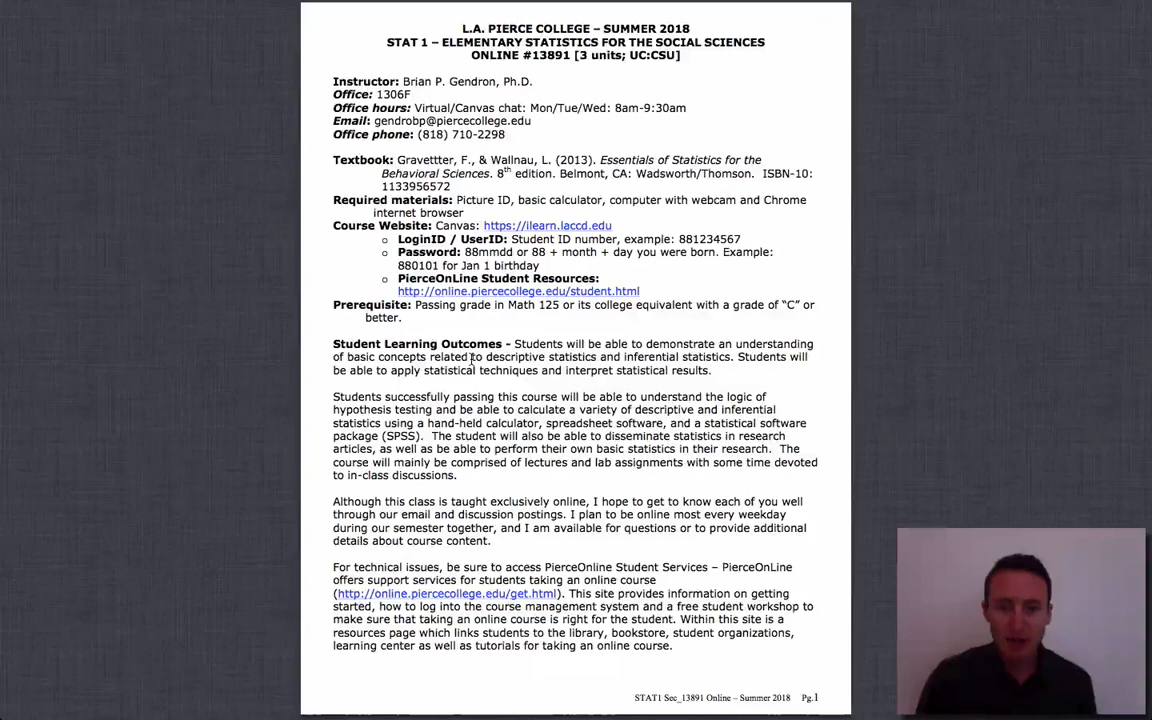 L.A. PIERCE COLLEGE – SUMMER 2018
STAT 1 – ELEMENTARY STATISTICS FOR THE SOCIAL SCIENCES
ONLINE #13891 [3 units; UC:CSU]
Instructor: Brian P. Gendron, Ph.D.
Office: 1306F
Office hours: Virtual/Canvas chat: Mon/Tue/Wed: 8am-9:30am
Email: gendrobp@piercecollege.edu
Office phone: (818) 710-2298
Textbook: Gravettter, F., & Wallnau, L. (2013). Essentials of Statistics for the
Behavioral Sciences. 8th edition. Belmont, CA: Wadsworth/Thomson. ISBN-10:
1133956572
Required materials: Picture ID, basic calculator, computer with webcam and Chrome
internet browser
Course Website: Canvas: https://ilearn.laccd.edu
o LoginID / UserID: Student ID number, example: 881234567
o Password: 88mmdd or 88 + month + day you were born. Example:
880101 for Jan 1 birthday
o PierceOnLine Student Resources:
http://online.piercecollege.edu/student.html
Prerequisite: Passing grade in Math 125 or its college equivalent with a grade of “C” or
better.
Student Learning Outcomes - Students will be able to demonstrate an understanding
of basic concepts related to descriptive statistics and inferential statistics. Students will
be able to apply statistical techniques and interpret statistical results.
Students successfully passing this course will be able to understand the logic of
hypothesis testing and be able to calculate a variety of descriptive and inferential
statistics using a hand-held calculator, spreadsheet software, and a statistical software
package (SPSS). The student will also be able to disseminate statistics in research
articles, as well as be able to perform their own basic statistics in their research. The
course will mainly be comprised of lectures and lab assignments with some time devoted
to in-class discussions.
Although this class is taught exclusively online, I hope to get to know each of you well
through our email and discussion postings. I plan to be online most every weekday
during our semester together, and I am available for questions or to provide additional
details about course content.
For technical issues, be sure to access PierceOnline Student Services – PierceOnLine
offers support services for students taking an online course
(http://online.piercecollege.edu/get.html). This site provides information on getting
started, how to log into the course management system and a free student workshop to
make sure that taking an online course is right for the student. Within this site is a
resources page which links students to the library, bookstore, student organizations,
learning center as well as tutorials for taking an online course.
STAT1 Sec_13891 Online – Summer 2018 Pg.1